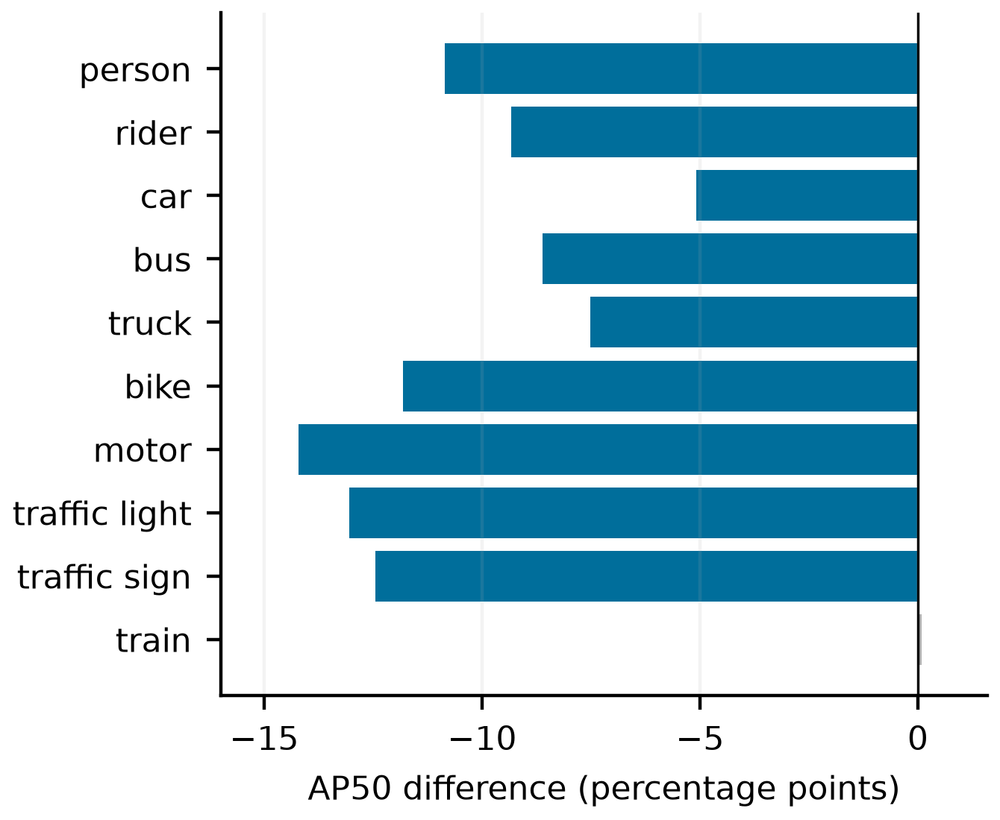 person
rider
car
bus
truck
bike
motor
traffic light
traffic sign
train
−15 −10 −5 0
AP50 difference (percentage points)